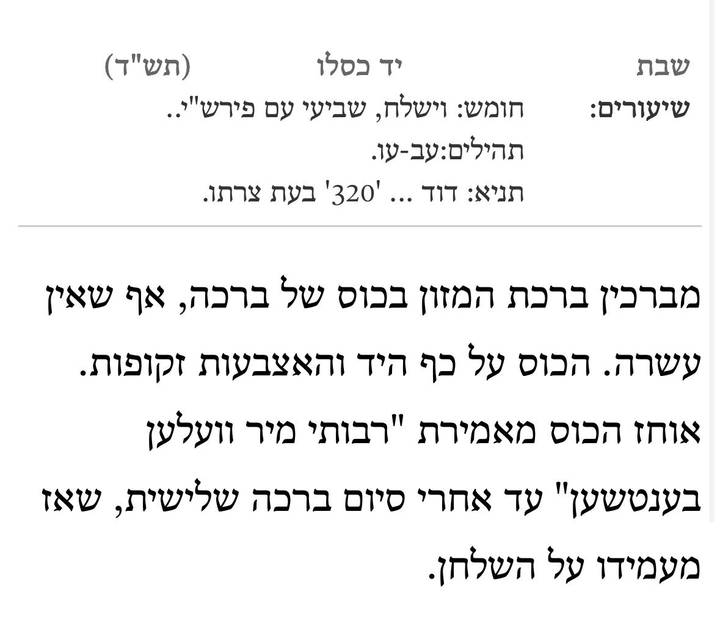 שבת יד כסלו (תש"ד)
שיעורים: חומש: וישלח, שביעי עם פירש"י..
תהילים:עב-עו.
תניא: דוד ... '320' בעת צרתו.
מברכין ברכת המזון בכוס של ברכה, אף שאין
עשרה. הכוס על כף היד והאצבעות זקופות.
אוחז הכוס מאמירת "רבותי מיר וועלען
בענטשען" עד אחרי סיום ברכה שלישית, שאז
מעמידו על השלחן.